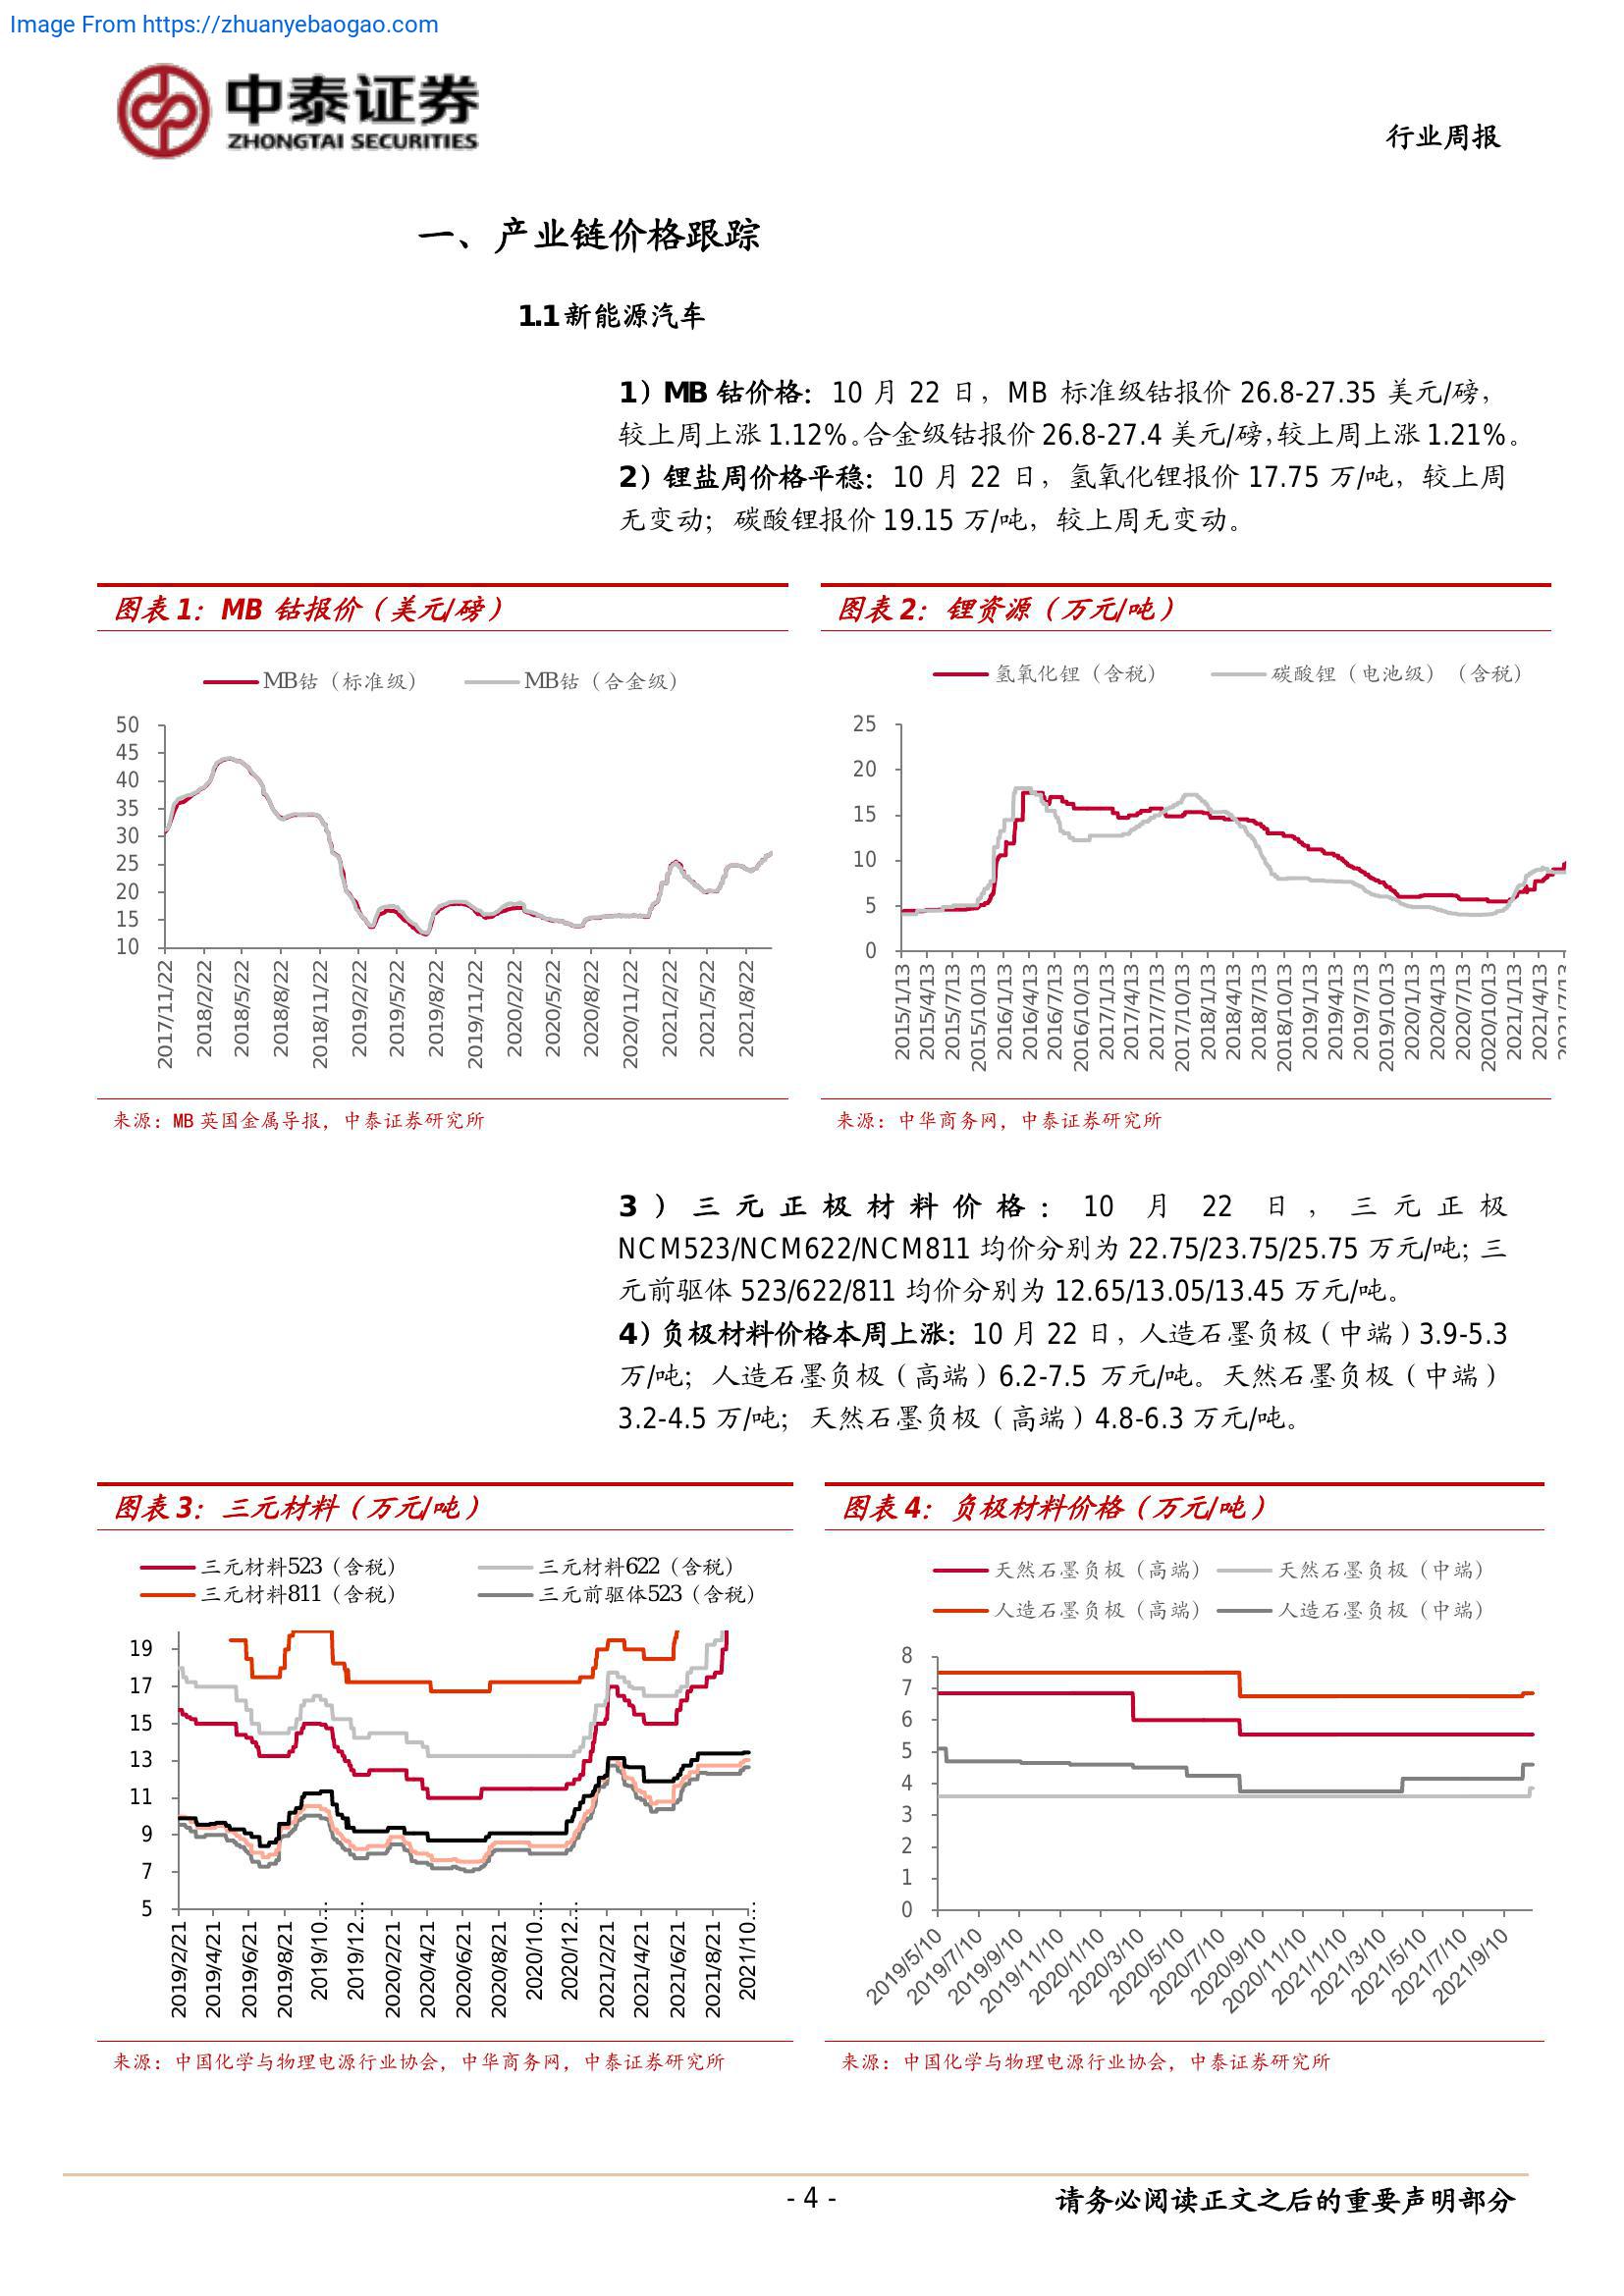 Image From https://zhuanyebaogao.com
中泰证券
ZHONGTAI SECURITIES
行业周报
一、产业链价格跟踪
1.1新能源汽车
1）MB 钴价格：10 月 22 日，MB 标准级钴报价 26.8-27.35 美元/磅，
较上周上涨 1.12%。合金级钴报价 26.8-27.4 美元/磅，较上周上涨 1.21%。
2）锂盐周价格平稳：10 月 22 日，氢氧化锂报价 17.75 万/吨，较上周
无变动；碳酸锂报价 19.15 万/吨，较上周无变动。
图表 1：MB 钴报价（美元/磅）
MB钴（标准级） MB钴（合金级）
50
45
40
35
30
25
20
15
10
2017/11/22 2018/2/22 2018/5/22 2018/8/22 2018/11/22 2019/2/22 2019/5/22 2019/8/22 2019/11/22 2020/2/22 2020/5/22 2020/8/22 2020/11/22 2021/2/22 2021/5/22 2021/8/22
来源：MB 英国金属导报，中泰证券研究所
图表 2：锂资源（万元/吨）
氢氧化锂（含税） 碳酸锂（电池级）（含税）
25
20
15
10
5
0
2015/1/13 2015/4/13 2015/7/13 2015/10/13 2016/1/13 2016/4/13 2016/7/13 2016/10/13 2017/1/13 2017/4/13 2017/7/13 2017/10/13 2018/1/13 2018/4/13 2018/7/13 2018/10/13 2019/1/13 2019/4/13 2019/7/13 2019/10/13 2020/1/13 2020/4/13 2020/7/13 2020/10/13 2021/1/13 2021/4/13 2021/7/13
来源：中华商务网，中泰证券研究所
3）三元正极材料价格：10 月 22 日，三元正极
NCM523/NCM622/NCM811 均价分别为 22.75/23.75/25.75 万元/吨；三
元前驱体 523/622/811 均价分别为 12.65/13.05/13.45 万元/吨。
4）负极材料价格本周上涨：10 月 22 日，人造石墨负极（中端）3.9-5.3
万/吨；人造石墨负极（高端）6.2-7.5 万元/吨。天然石墨负极（中端）
3.2-4.5 万/吨；天然石墨负极（高端）4.8-6.3 万元/吨。
图表 3：三元材料（万元/吨）
三元材料523（含税） 三元材料622（含税）
三元材料811（含税） 三元前驱体523（含税）
19
17
15
13
11
9
7
5
2019/2/21 2019/4/21 2019/6/21 2019/8/21 2019/10… 2019/12… 2020/2/21 2020/4/21 2020/6/21 2020/8/21 2020/10… 2020/12… 2021/2/21 2021/4/21 2021/6/21 2021/8/21 2021/10…
来源：中国化学与物理电源行业协会，中华商务网，中泰证券研究所
图表 4：负极材料价格（万元/吨）
天然石墨负极（高端） 天然石墨负极（中端）
人造石墨负极（高端） 人造石墨负极（中端）
8
7
6
5
4
3
2
1
0
2019/5/10 2019/7/10 2019/9/10 2019/11/10 2020/1/10 2020/3/10 2020/5/10 2020/7/10 2020/9/10 2020/11/10 2021/1/10 2021/3/10 2021/5/10 2021/7/10 2021/9/10
来源：中国化学与物理电源行业协会，中泰证券研究所
- 4 -
请务必阅读正文之后的重要声明部分